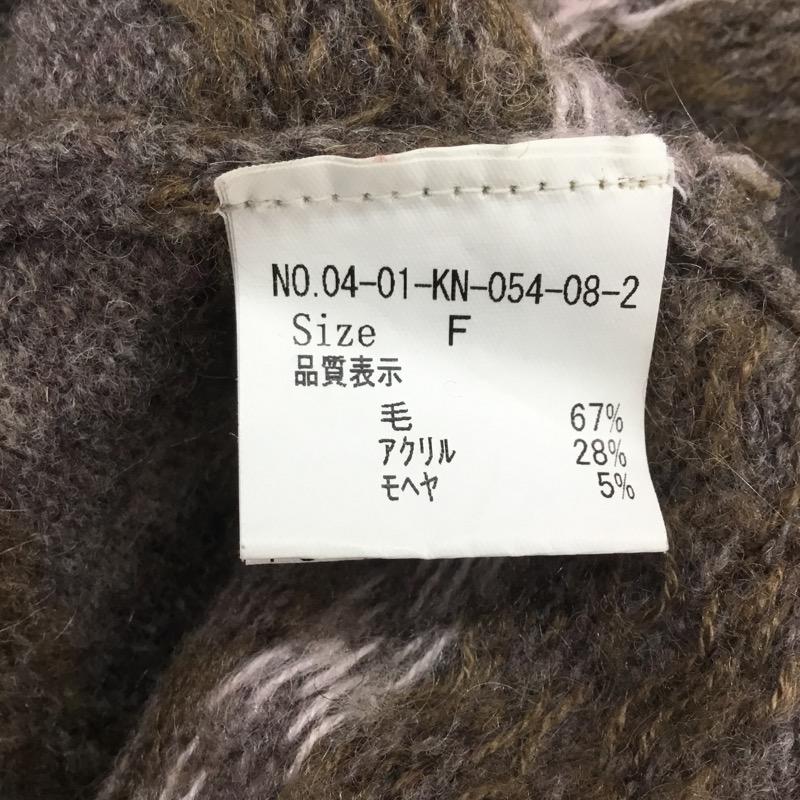 NO.04-01-KN-054-08-2
Size F
品質表示
毛 67%
アクリル 28%
モヘヤ 5%